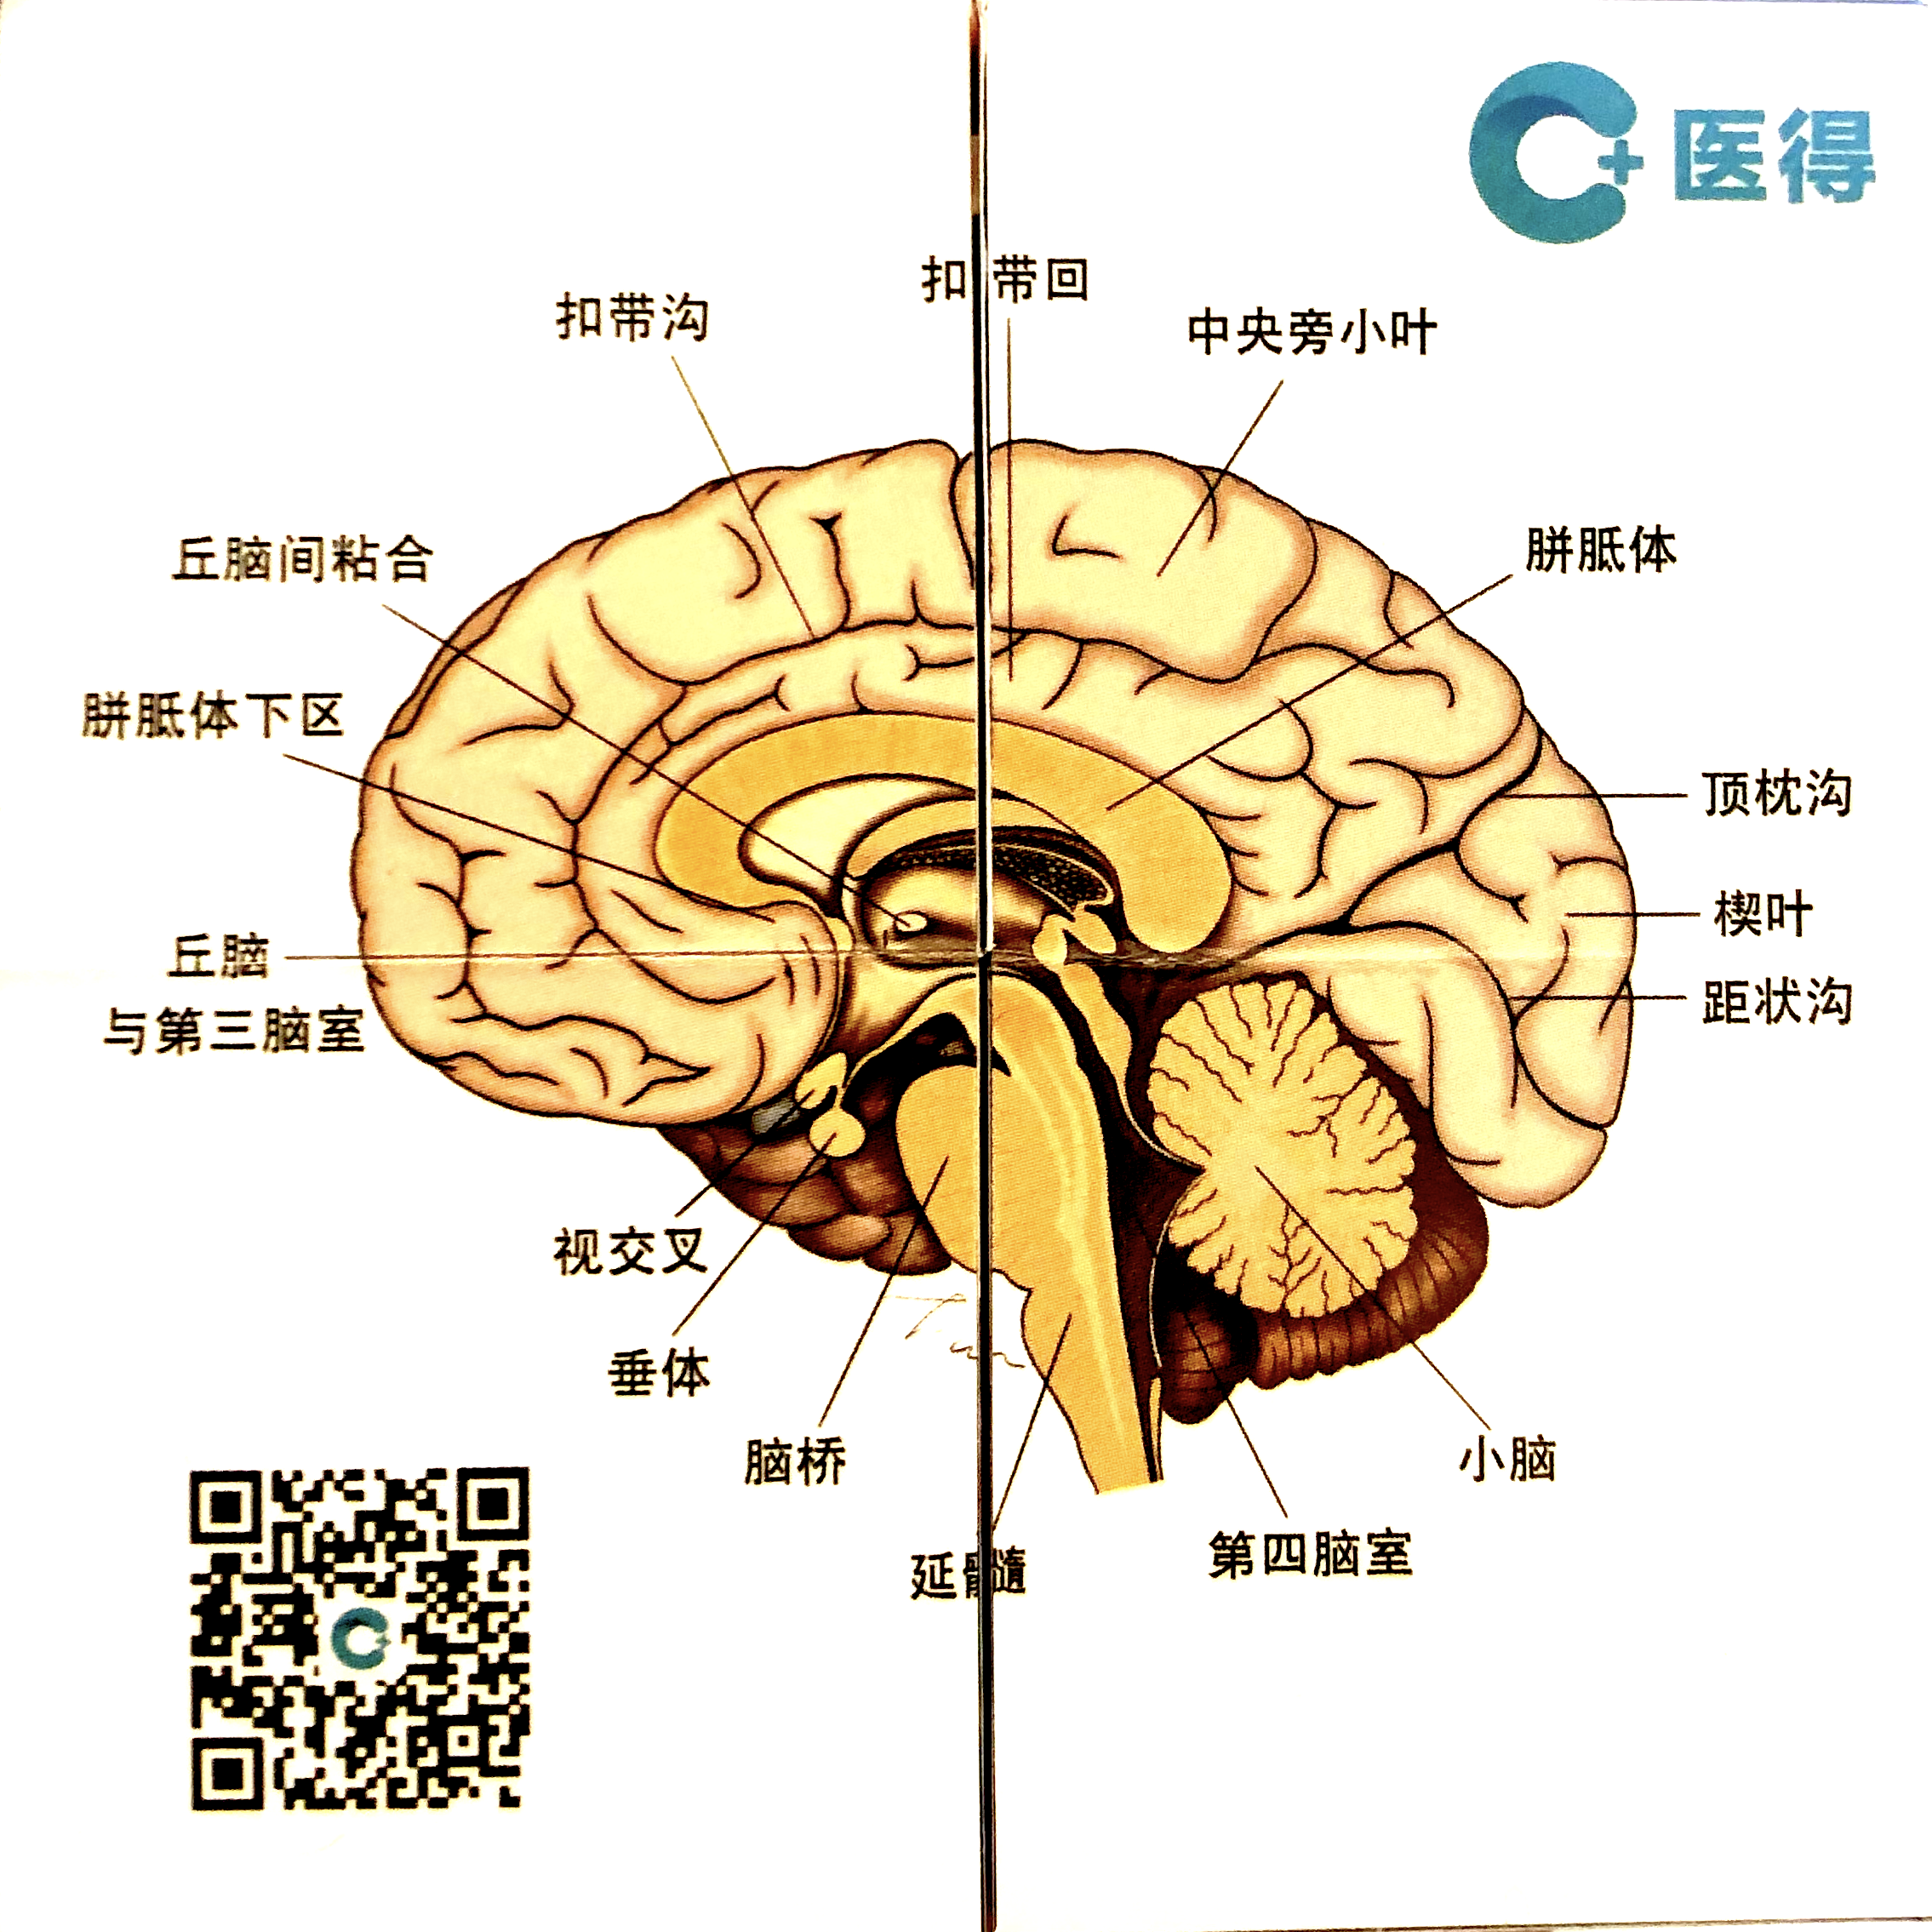 医得
扣带回
扣带沟
中央旁小叶
丘脑间粘合
胼胝体
胼胝体下区
顶枕沟
楔叶
丘脑
与第三脑室
距状沟
视交叉
垂体
脑桥
小脑
延髓
第四脑室